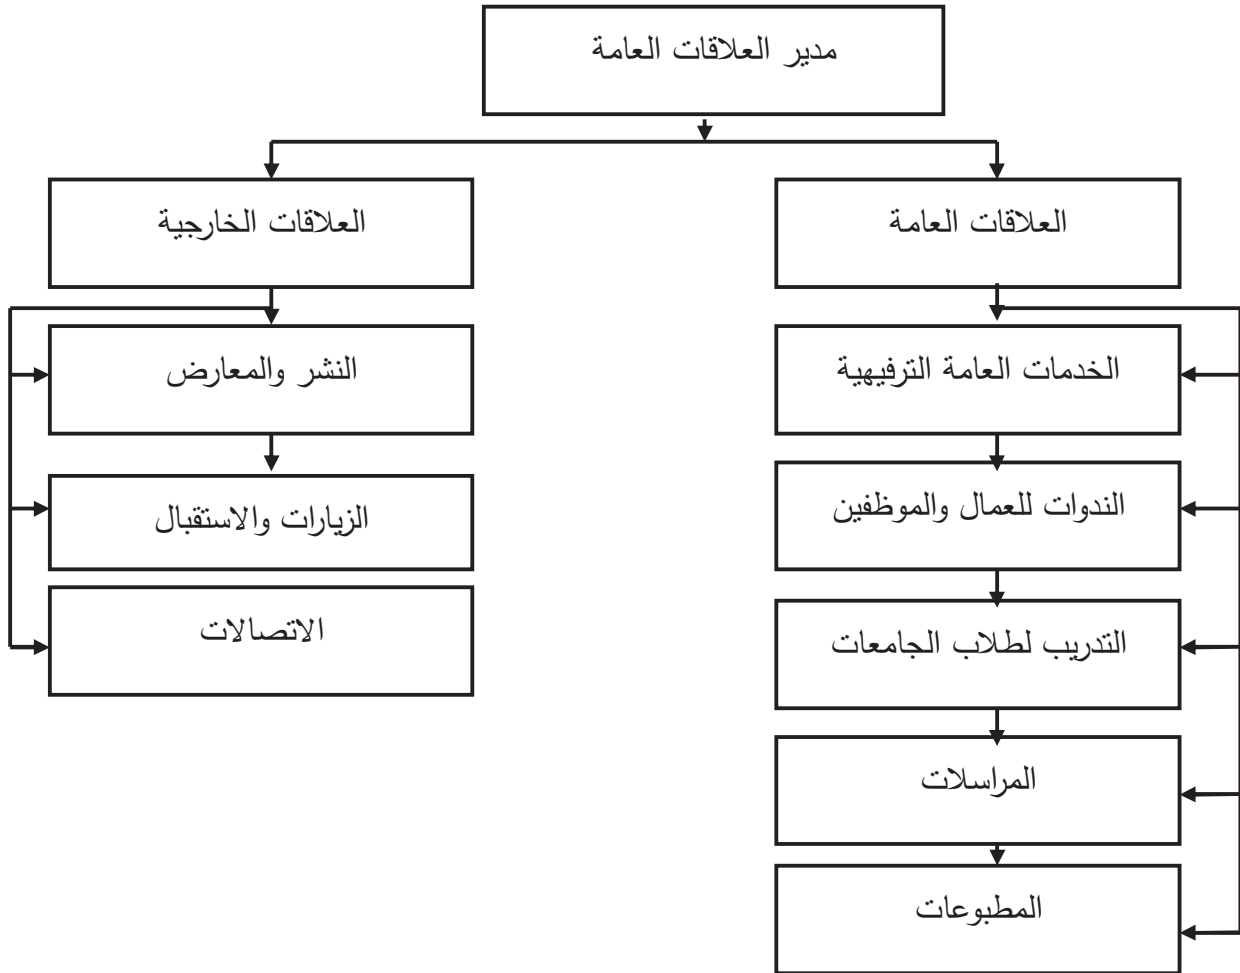 مدير العلاقات العامة
العلاقات العامة
العلاقات الخارجية
الخدمات العامة الترفيهية
النشر والمعارض
الندوات للعمال والموظفين
الزيارات والاستقبال
التدريب لطلاب الجامعات
الاتصالات
المراسلات
المطبوعات